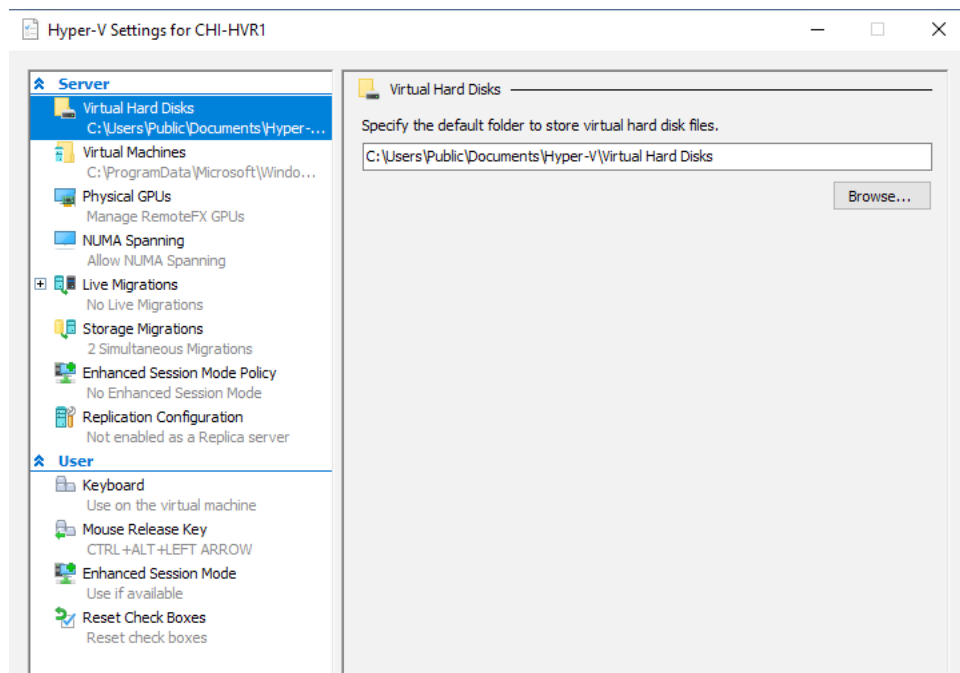 Hyper-V Settings for CHI-HVR1
Server
Virtual Hard Disks
C:\Users\Public\Documents\Hyper-...
Virtual Machines
C:\ProgramData\Microsoft\Windo...
Physical GPUs
Manage RemoteFX GPUs
NUMA Spanning
Allow NUMA Spanning
Live Migrations
No Live Migrations
Storage Migrations
2 Simultaneous Migrations
Enhanced Session Mode Policy
No Enhanced Session Mode
Replication Configuration
Not enabled as a Replica server
User
Keyboard
Use on the virtual machine
Mouse Release Key
CTRL+ALT+LEFT ARROW
Enhanced Session Mode
Use if available
Reset Check Boxes
Reset check boxes
Virtual Hard Disks
Specify the default folder to store virtual hard disk files.
C:\Users\Public\Documents\Hyper-V\Virtual Hard Disks
Browse...